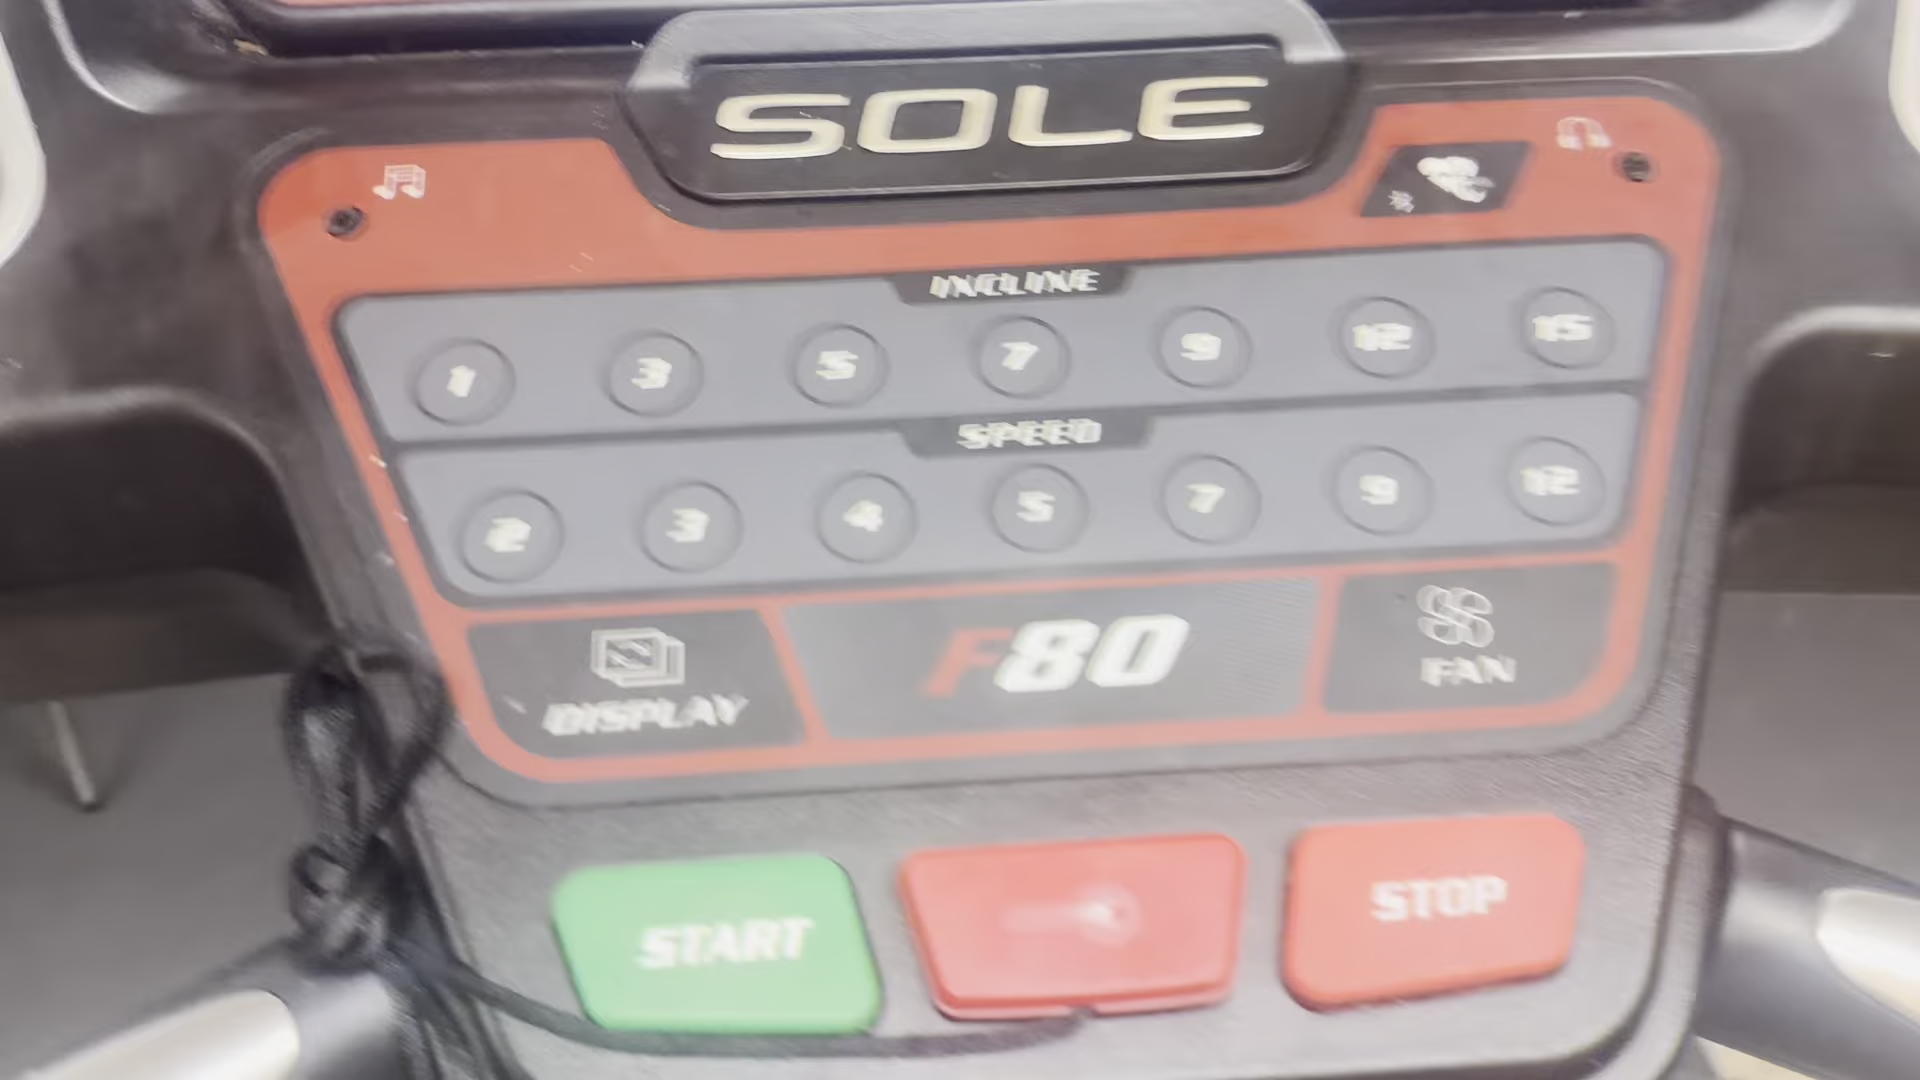 SOLE
INCLINE
1 3 5 7 9 12 15
SPEED
2 3 4 5 7 9 12
DISPLAY
F80
FAN
START
STOP